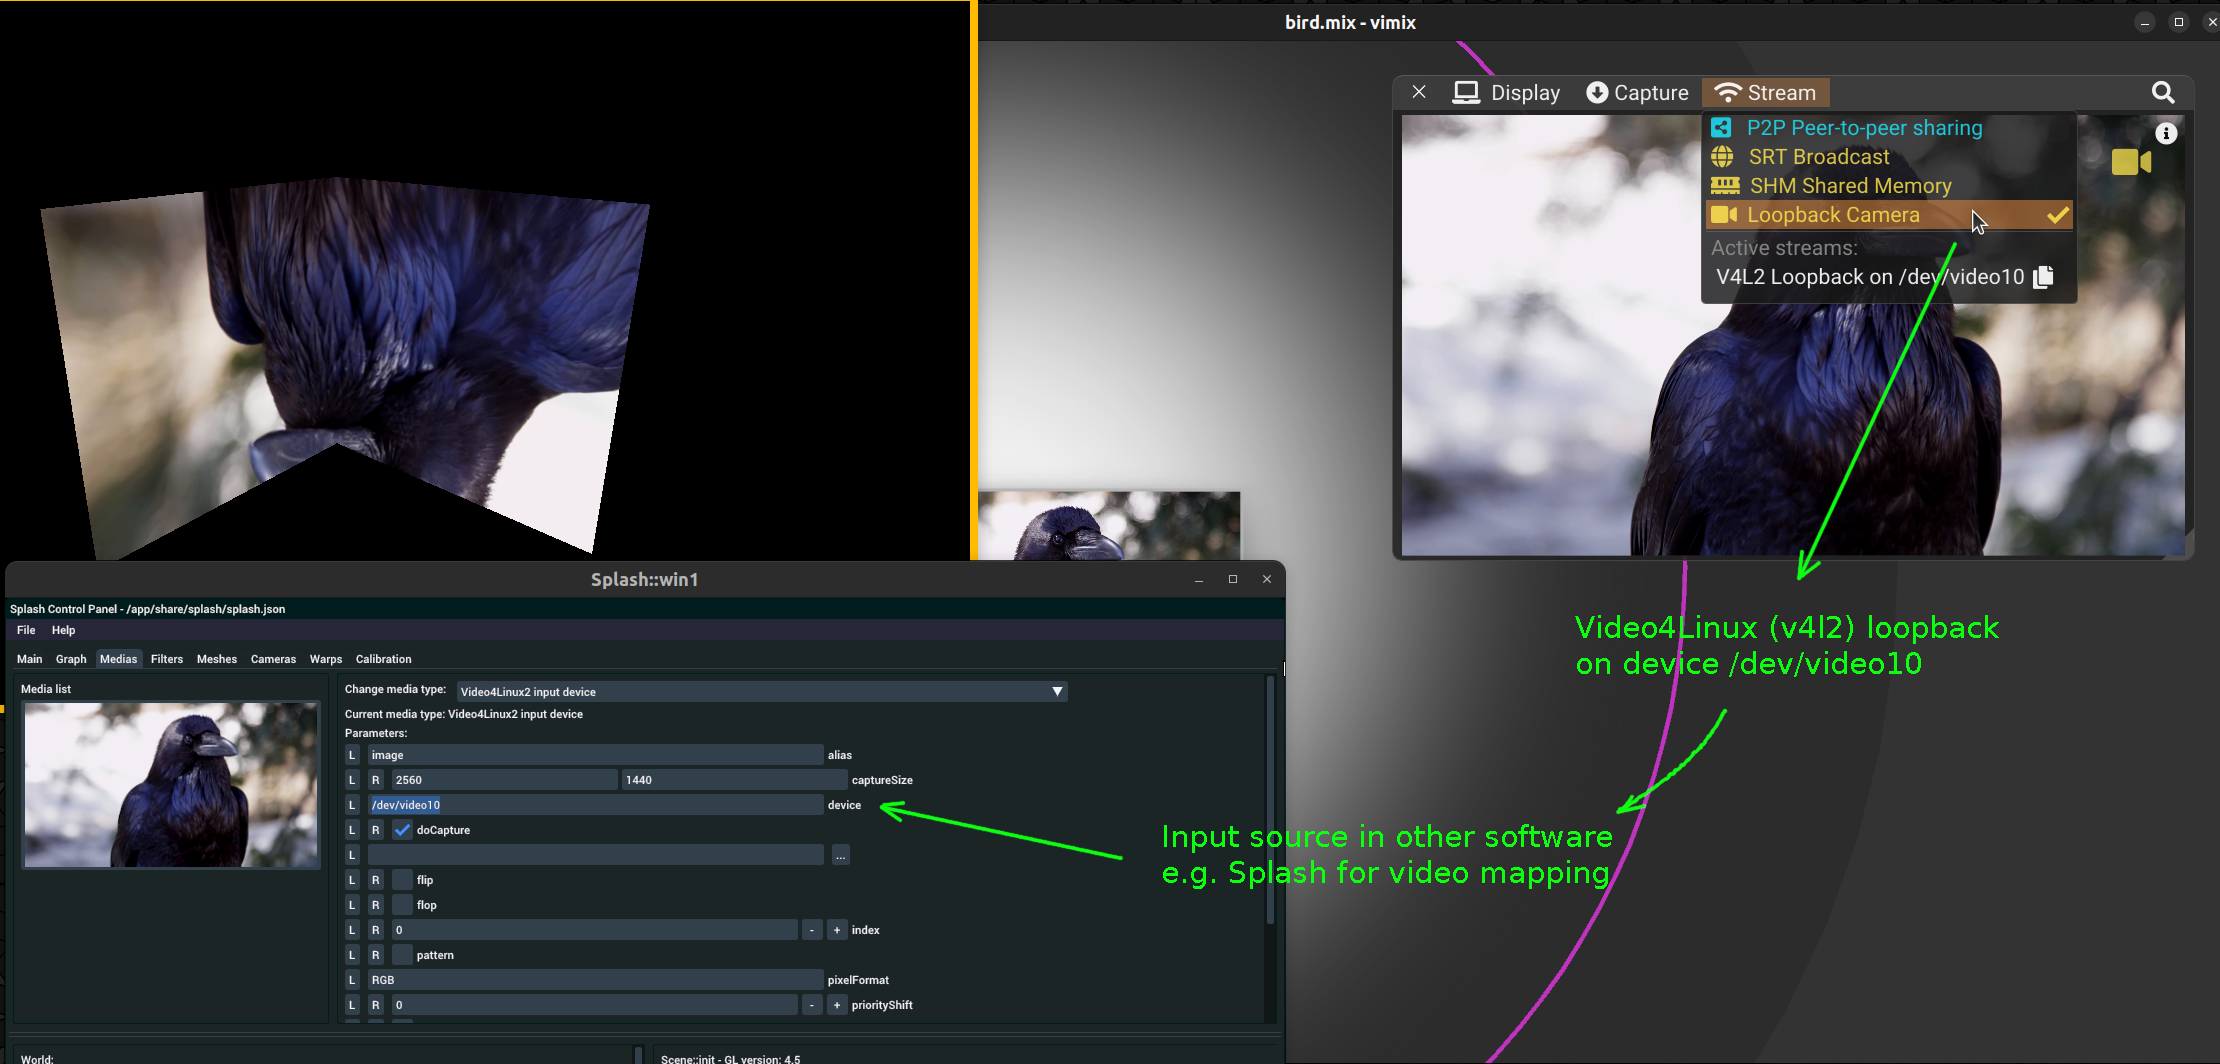 bird.mix - vimix
Display
Capture
Stream
P2P Peer-to-peer sharing
SRT Broadcast
SHM Shared Memory
Loopback Camera
Active streams:
V4L2 Loopback on /dev/video10
Video4Linux (v4l2) loopback
on device /dev/video10
Input source in other software
e.g. Splash for video mapping
Splash::win1
Splash Control Panel - /app/share/splash/splash.json
File Help
Main Graph Medias Filters Meshes Cameras Warps Calibration
Media list
Change media type: Video4Linux2 input device
Current media type: Video4Linux2 input device
Parameters:
L image alias
L R 2560 1440 captureSize
L /dev/video10 device
L R doCapture
L ...
L R flip
L R flop
L R 0 - + index
L R pattern
L RGB pixelFormat
L R 0 - + priorityShift
World:
Scene::init - GL version: 4.5